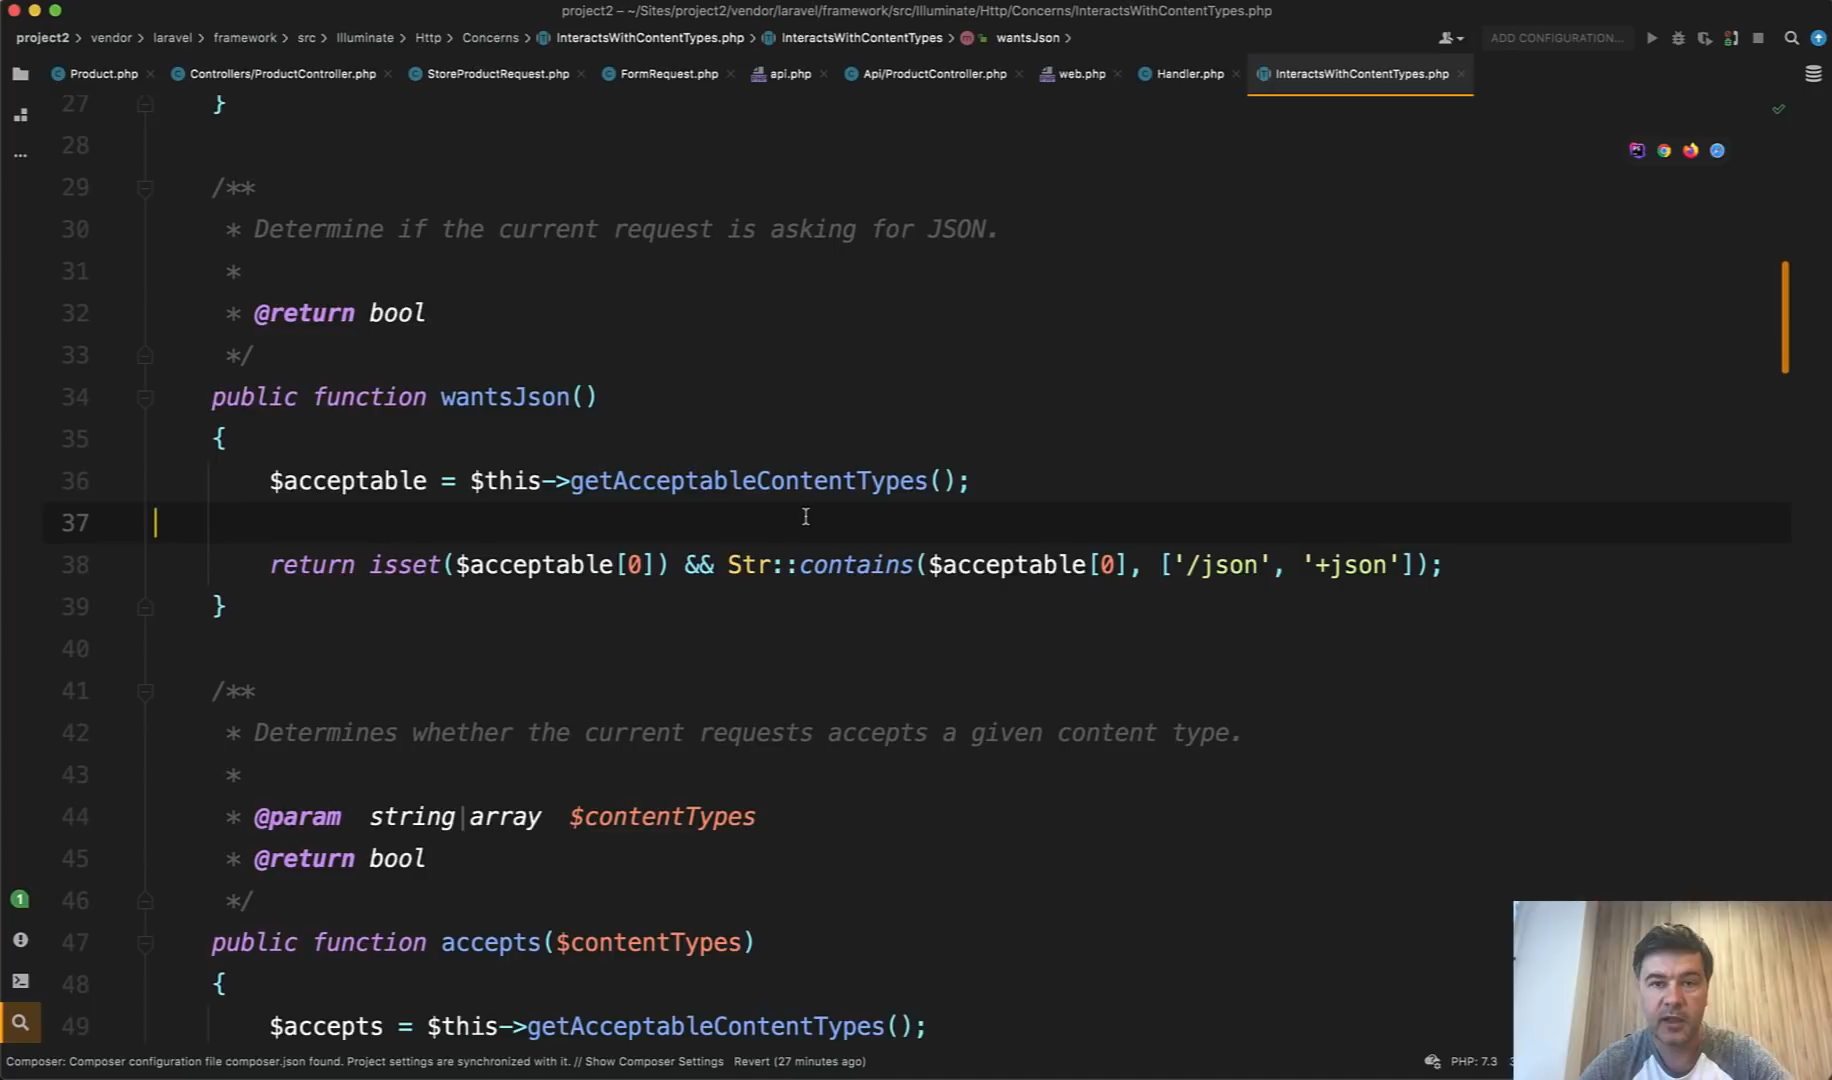 project2 – ~/Sites/project2/vendor/laravel/framework/src/Illuminate/Http/Concerns/InteractsWithContentTypes.php
project2 vendor laravel framework src Illuminate Http Concerns InteractsWithContentTypes.php InteractsWithContentTypes wantsJson ADD CONFIGURATION...
Product.php Controllers/ProductController.php StoreProductRequest.php FormRequest.php api.php Api/ProductController.php web.php Handler.php InteractsWithContentTypes.php
27 }
28
29 /**
30 * Determine if the current request is asking for JSON.
31 *
32 * @return bool
33 */
34 public function wantsJson()
35 {
36 $acceptable = $this->getAcceptableContentTypes();
37
38 return isset($acceptable[0]) && Str::contains($acceptable[0], ['/json', '+json']);
39 }
40
41 /**
42 * Determines whether the current requests accepts a given content type.
43 *
44 * @param string|array $contentTypes
45 * @return bool
46 */
47 public function accepts($contentTypes)
48 {
49 $accepts = $this->getAcceptableContentTypes();
1
Composer: Composer configuration file composer.json found. Project settings are synchronized with it. // Show Composer Settings Revert (27 minutes ago) PHP: 7.3